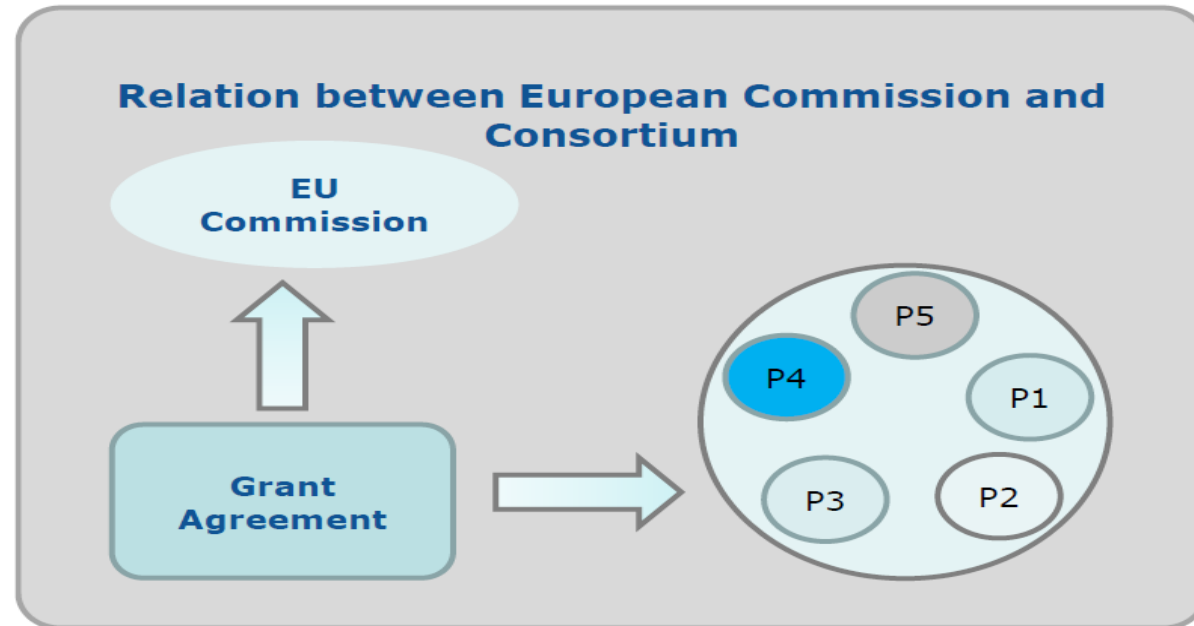 Relation between European Commission and
Consortium
EU
Commission
P5
P4
P1
Grant
Agreement
P3
P2